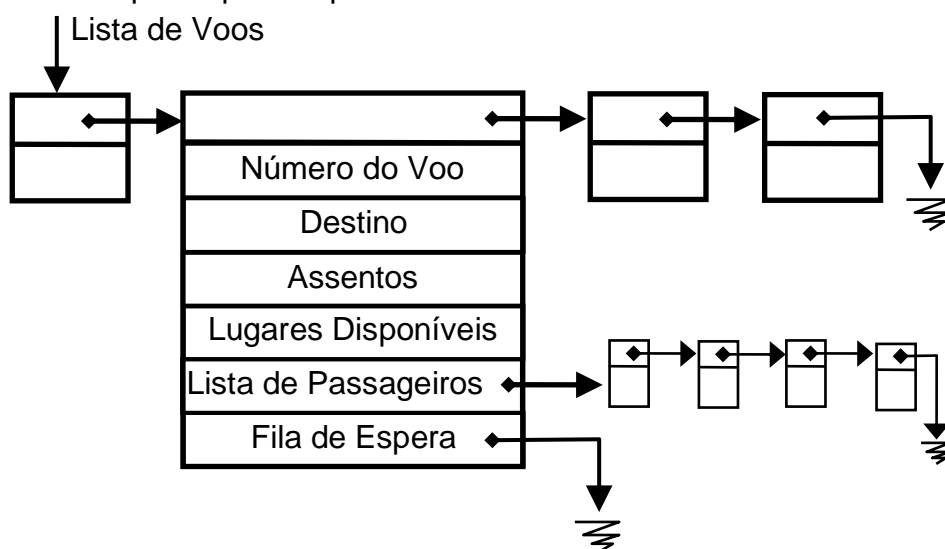 Lista de Voos
Número do Voo
Destino
Assentos
Lugares Disponíveis
Lista de Passageiros
Fila de Espera